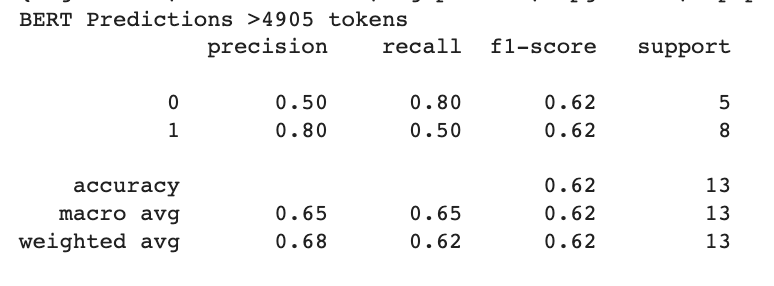 BERT Predictions >4905 tokens
precision recall f1-score support
0 0.50 0.80 0.62 5
1 0.80 0.50 0.62 8
accuracy 0.62 13
macro avg 0.65 0.65 0.62 13
weighted avg 0.68 0.62 0.62 13